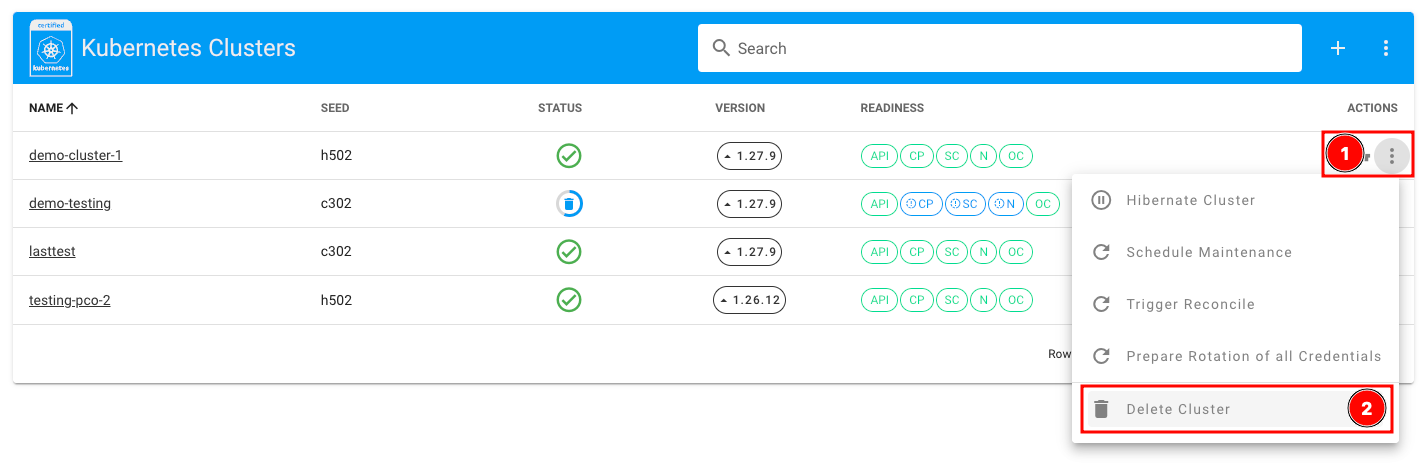 certified
kubernetes
Kubernetes Clusters
Search
NAME SEED STATUS VERSION READINESS ACTIONS
demo-cluster-1 h502 1.27.9 API CP SC N OC 1
demo-testing c302 1.27.9 API CP SC N OC
lasttest c302 1.27.9 API CP SC N OC
testing-pco-2 h502 1.26.12 API CP SC N OC
Row
Hibernate Cluster
Schedule Maintenance
Trigger Reconcile
Prepare Rotation of all Credentials
Delete Cluster 2